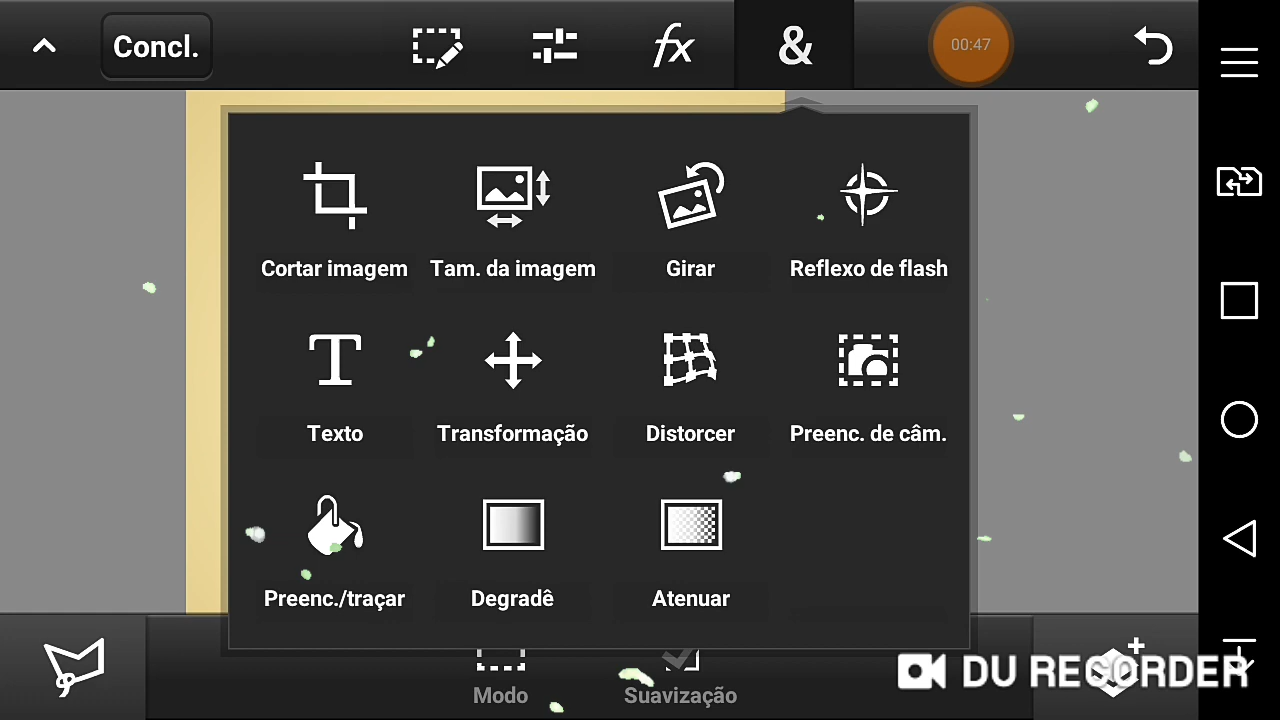 Concl.
fx
&
00:47
Cortar imagem
Tam. da imagem
Girar
Reflexo de flash
T
Texto
Transformação
Distorcer
Preenc. de câm.
Preenc./traçar
Degradê
Atenuar
Modo
Suavização
DU RECORDER